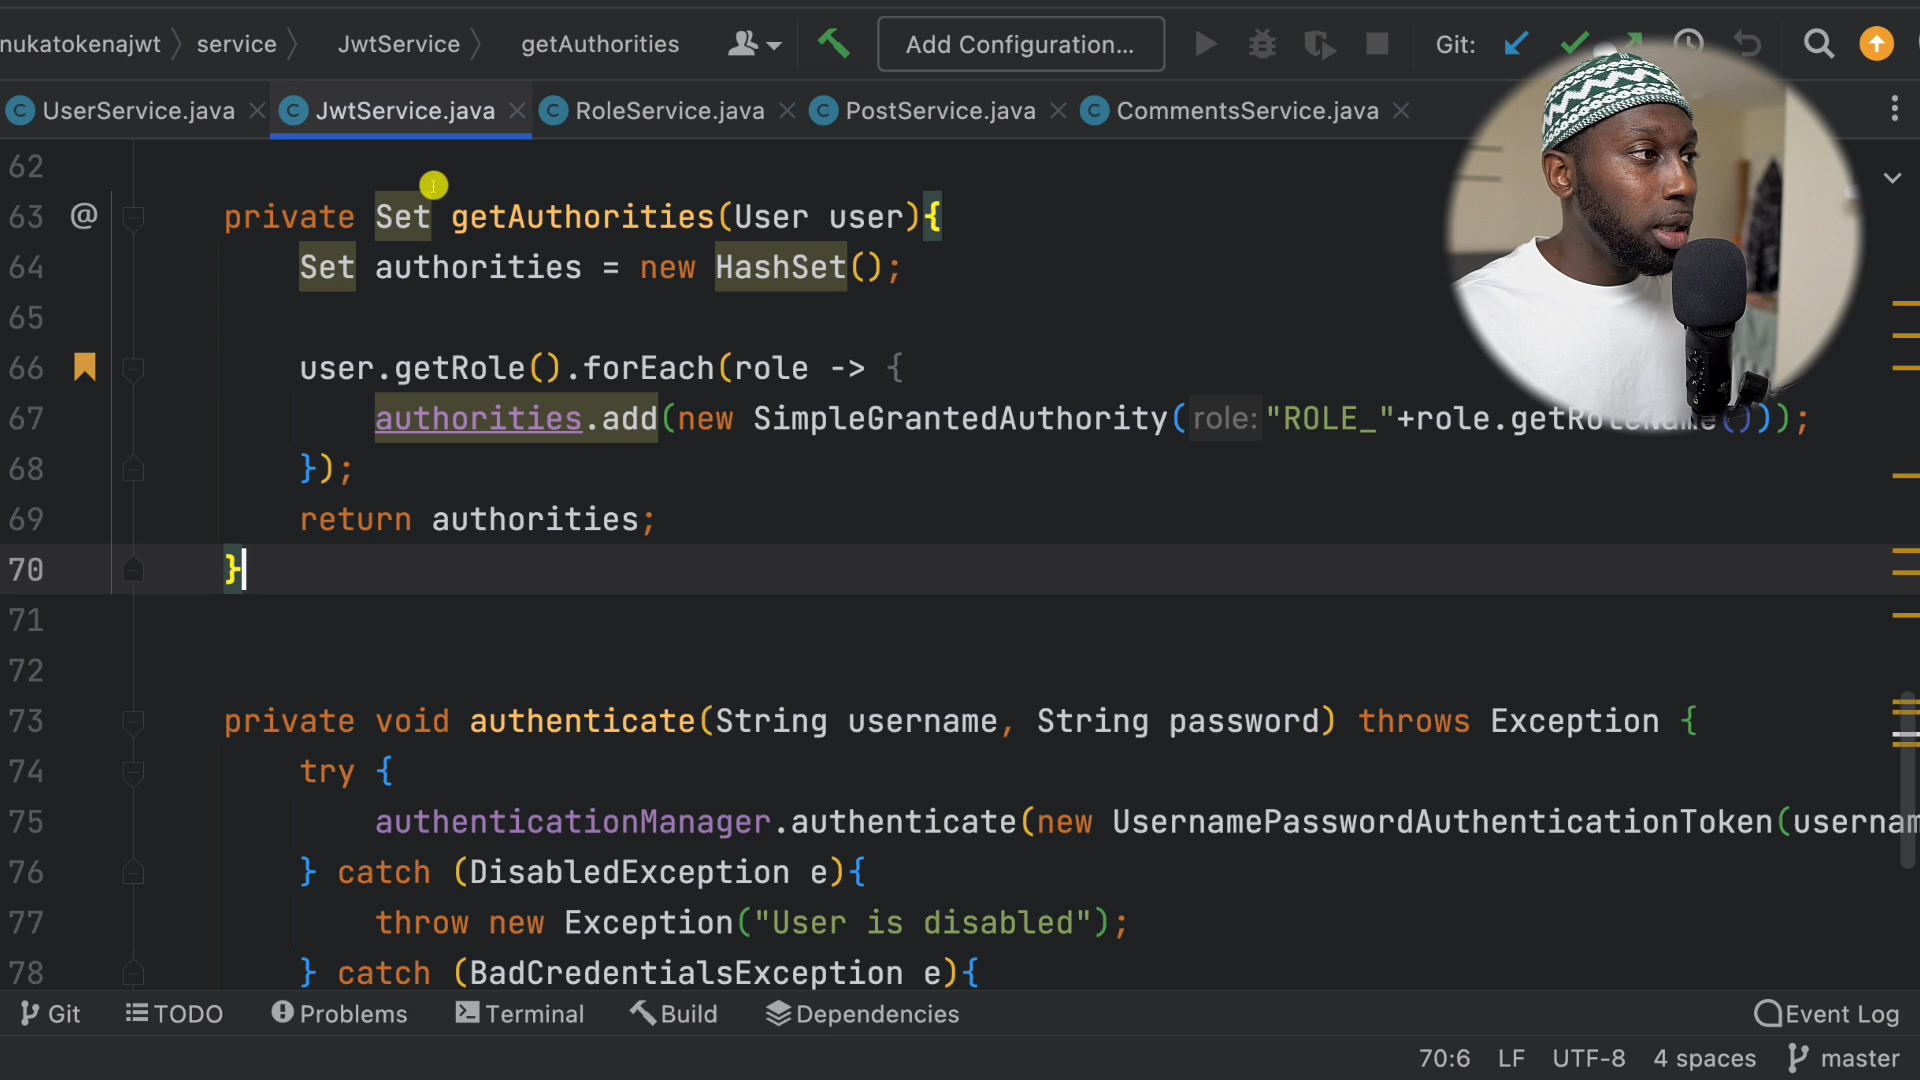 nukatokenajwt service JwtService getAuthorities Add Configuration... Git:
UserService.java JwtService.java RoleService.java PostService.java CommentsService.java
62
63 @ private Set getAuthorities(User user){
64 Set authorities = new HashSet();
65
66 user.getRole().forEach(role -> {
67 authorities.add(new SimpleGrantedAuthority( role: "ROLE_"+role.getRoleName()));
68 });
69 return authorities;
70 }
71
72
73 private void authenticate(String username, String password) throws Exception {
74 try {
75 authenticationManager.authenticate(new UsernamePasswordAuthenticationToken(usernam
76 } catch (DisabledException e){
77 throw new Exception("User is disabled");
78 } catch (BadCredentialsException e){
Git TODO Problems Terminal Build Dependencies Event Log
70:6 LF UTF-8 4 spaces master